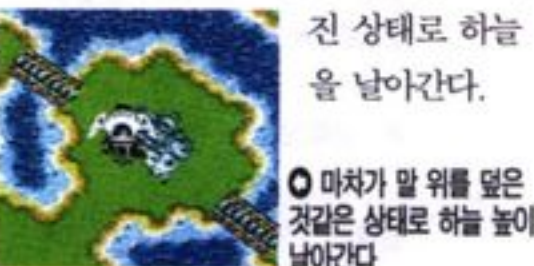 진 상태로 하늘
을 날아간다.
마차가 말 위를 덮은
것같은 상태로 하늘 높이
날아간다